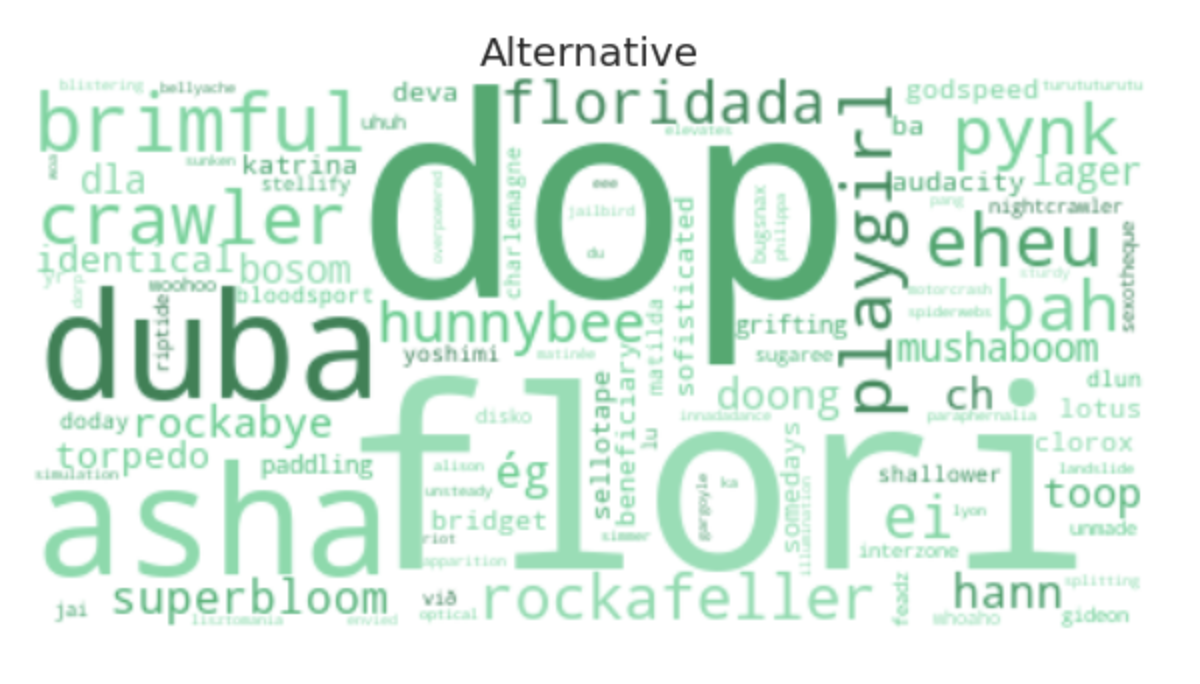 Alternative
blistering
bellyache
deva
floridada
godspeed
turututurutu
brimful
uhuh
elevates
ba
pynk
sunken
katrina
dla
stellify
audacity
lager
aoa
dop
playgirl
pang
nightcrawler
crawler
overpowered
charlemagne
eee
jailbird
du
sofisticated
bugsnax
philippa
eheu
sexotheque
identical
bosom
yr
dorp
woohoo
bloodsport
sturdy
motorcrash
spiderwebs
bah
duba
riptide
hunnybee
yoshimi
matinée
matilda
grifting
sugaree
mushaboom
doday
rockabye
disko
sellotape
beneficiary
lu
innadadance
doong
ch
paraphernalia
dlun
lotus
torpedo
simulation
paddling
alison
ég
flori
clorox
landslide
asha
unsteady
bridget
riot
simmer
gargoyle
ka
somedays
illumination
shallower
ei
lyon
toop
unmade
interzone
apparition
jai
superbloom
lisztomania
envied
við
optical
rockafeller
feadz
hann
whoaho
splitting
gideon